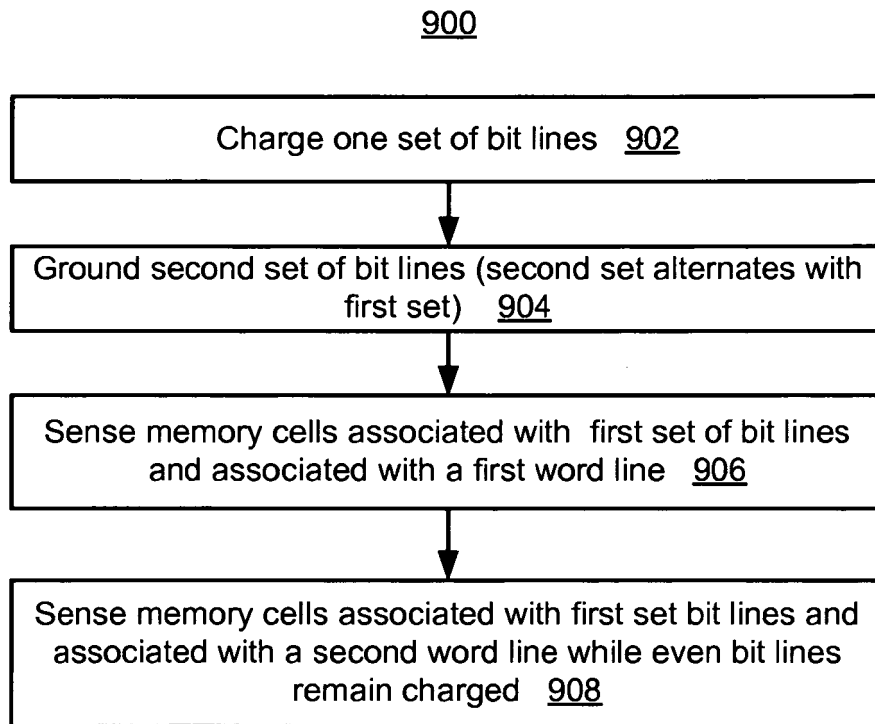 900
Charge one set of bit lines 902
Ground second set of bit lines (second set alternates with
first set) 904
Sense memory cells associated with first set of bit lines
and associated with a first word line 906
Sense memory cells associated with first set bit lines and
associated with a second word line while even bit lines
remain charged 908